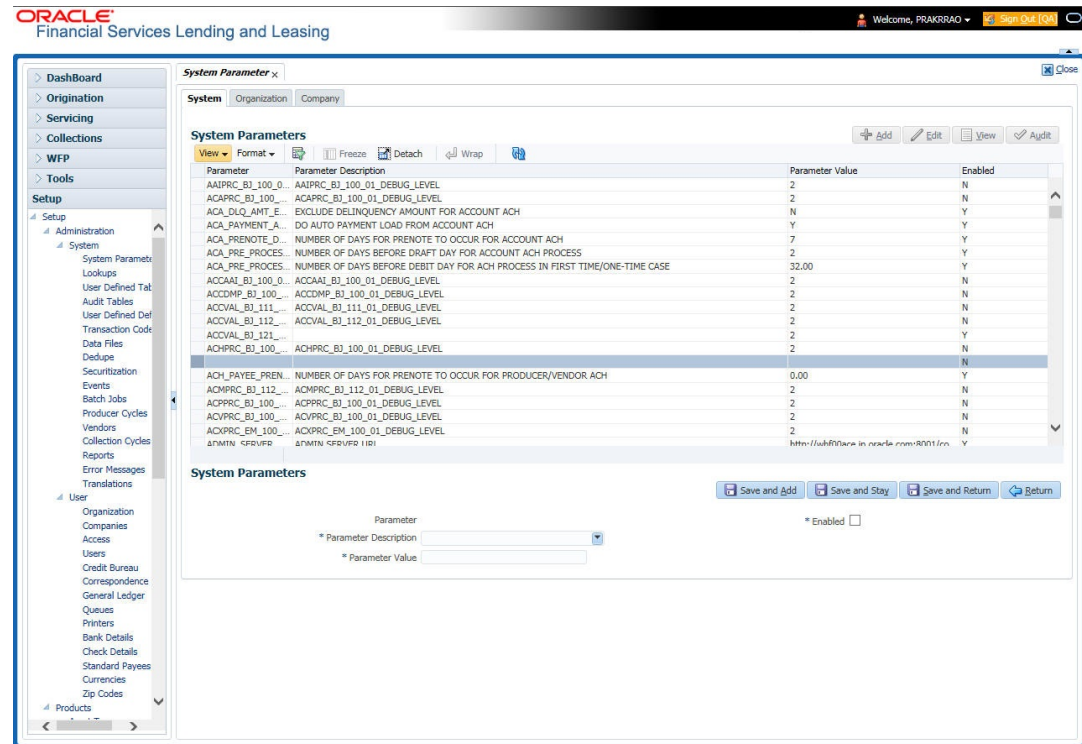 ORACLE
Financial Services Lending and Leasing
Welcome, PRAKRRAO
Sign Out [QA]
DashBoard
Origination
Servicing
Collections
WFP
Tools
Setup
Setup
Administration
System
System Paramete
Lookups
User Defined Tab
Audit Tables
User Defined Def
Transaction Code
Data Files
Dedupe
Securitization
Events
Batch Jobs
Producer Cycles
Vendors
Collection Cycles
Reports
Error Messages
Translations
User
Organization
Companies
Access
Users
Credit Bureau
Correspondence
General Ledger
Queues
Printers
Bank Details
Check Details
Standard Payees
Currencies
Zip Codes
Products
System Parameter x
Close
System Organization Company
System Parameters
Add Edit View Audit
View Format Freeze Detach Wrap
Parameter Parameter Description Parameter Value Enabled
AAIPRC_BJ_100_0... AAIPRC_BJ_100_01_DEBUG_LEVEL 2 N
ACAPRC_BJ_100_... ACAPRC_BJ_100_01_DEBUG_LEVEL 2 N
ACA_DLQ_AMT_E... EXCLUDE DELINQUENCY AMOUNT FOR ACCOUNT ACH N Y
ACA_PAYMENT_A... DO AUTO PAYMENT LOAD FROM ACCOUNT ACH Y Y
ACA_PRENOTE_D... NUMBER OF DAYS FOR PRENOTE TO OCCUR FOR ACCOUNT ACH 7 Y
ACA_PRE_PROCES... NUMBER OF DAYS BEFORE DRAFT DAY FOR ACCOUNT ACH PROCESS 2 Y
ACA_PRE_PROCES... NUMBER OF DAYS BEFORE DEBIT DAY FOR ACH PROCESS IN FIRST TIME/ONE-TIME CASE 32.00 Y
ACCAAI_BJ_100_0... ACCAAI_BJ_100_01_DEBUG_LEVEL 2 N
ACCDMP_BJ_100_... ACCDMP_BJ_100_01_DEBUG_LEVEL 2 N
ACCVAL_BJ_111_... ACCVAL_BJ_111_01_DEBUG_LEVEL 2 N
ACCVAL_BJ_112_... ACCVAL_BJ_112_01_DEBUG_LEVEL 2 N
ACCVAL_BJ_121_... 2 Y
ACHPRC_BJ_100_... ACHPRC_BJ_100_01_DEBUG_LEVEL 2 N
N
ACH_PAYEE_PREN... NUMBER OF DAYS FOR PRENOTE TO OCCUR FOR PRODUCER/VENDOR ACH 0.00 Y
ACMPRC_BJ_112_... ACMPRC_BJ_112_01_DEBUG_LEVEL 2 N
ACPPRC_BJ_100_... ACPPRC_BJ_100_01_DEBUG_LEVEL 2 N
ACVPRC_BJ_100_... ACVPRC_BJ_100_01_DEBUG_LEVEL 2 N
ACXPRC_EM_100_... ACXPRC_EM_100_01_DEBUG_LEVEL 2 N
ADMIN_SERVER ADMIN SERVER URL http://whf00ace.in.oracle.com:8001/co Y
System Parameters
Save and Add Save and Stay Save and Return Return
Parameter
* Enabled
* Parameter Description
* Parameter Value